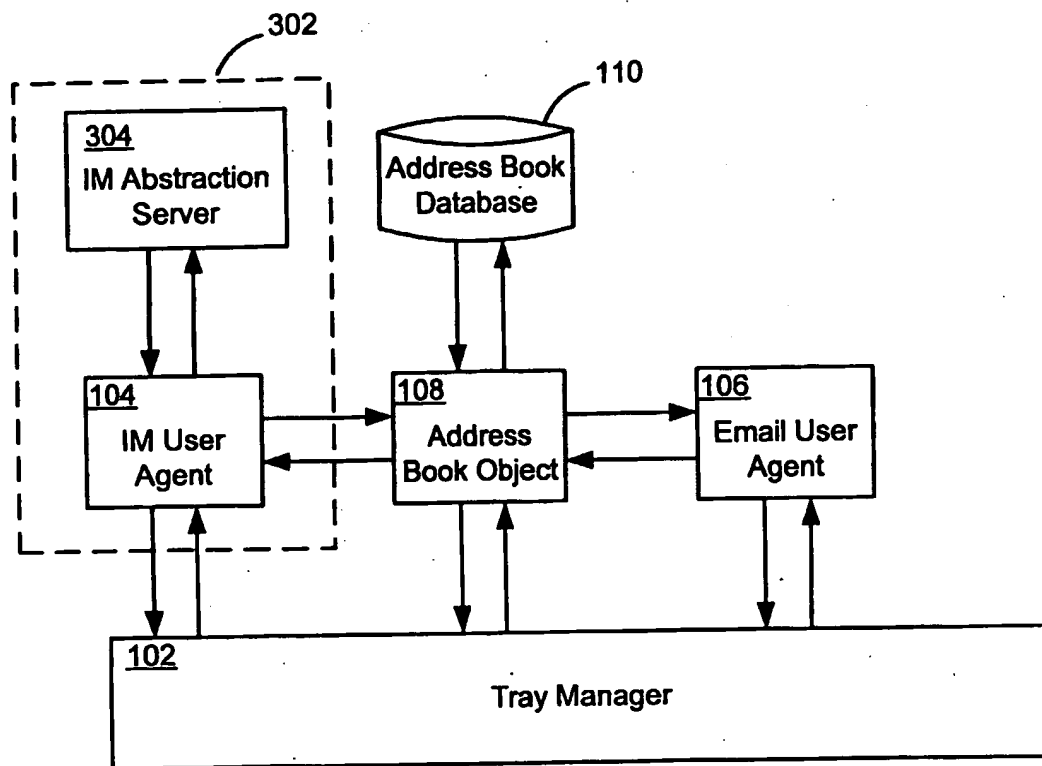 302
110
304
IM Abstraction
Server
Address Book
Database
104
IM User
Agent
108
Address
Book Object
106
Email User
Agent
102
Tray Manager